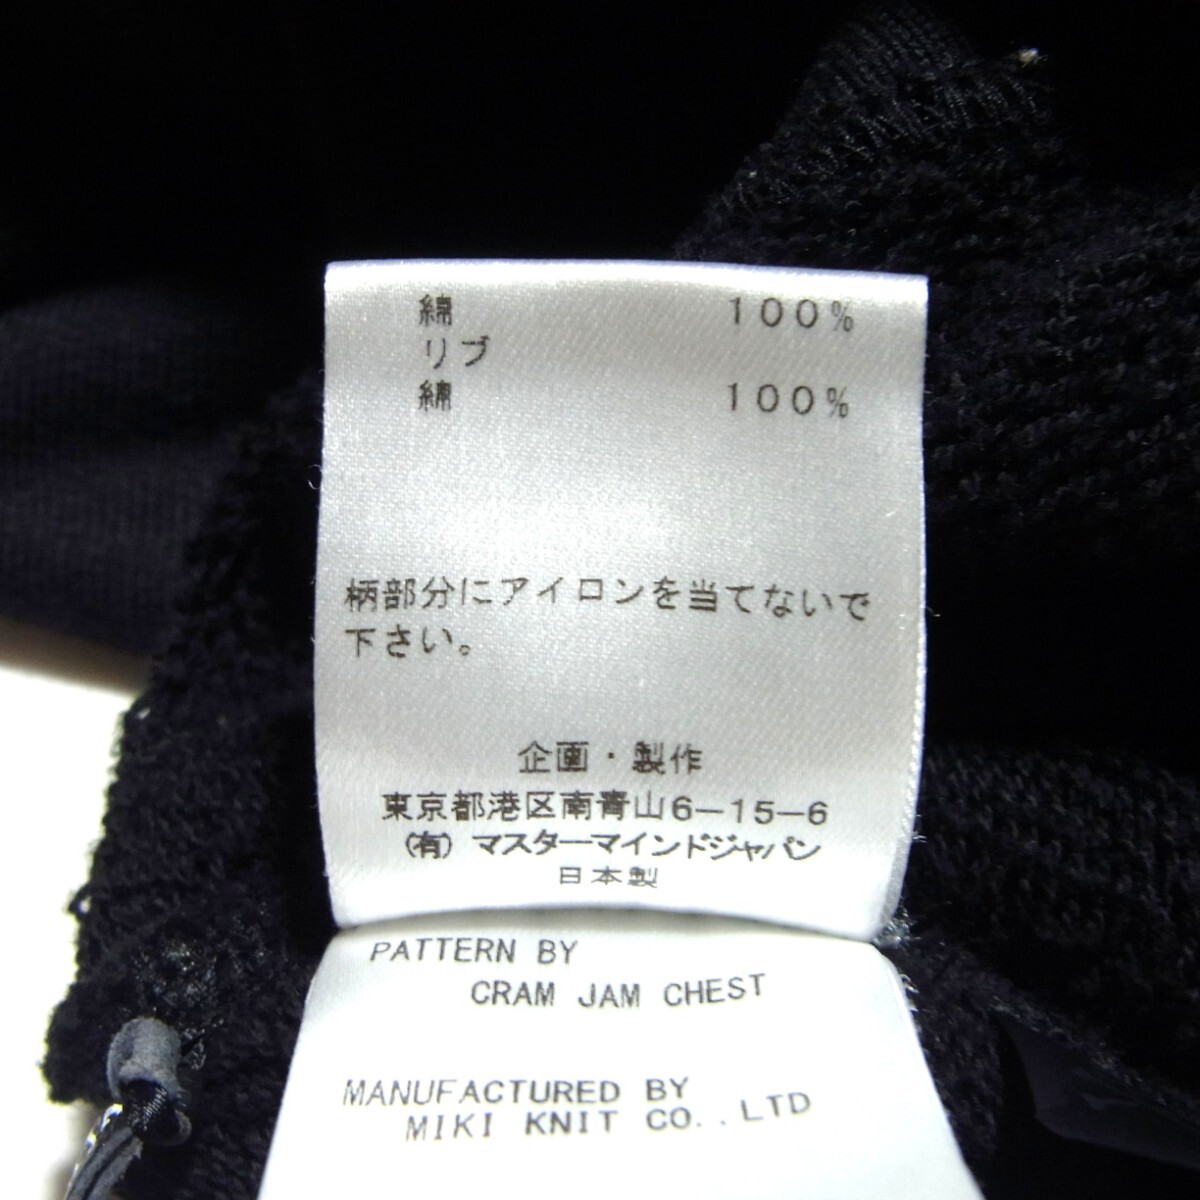 綿 100%
リブ
綿 100%
柄部分にアイロンを当てないで
下さい。
企画・製作
東京都港区南青山6−15−6
(有) マスターマインドジャパン
日本製
PATTERN BY
CRAM JAM CHEST
MANUFACTURED BY
MIKI KNIT CO..LTD